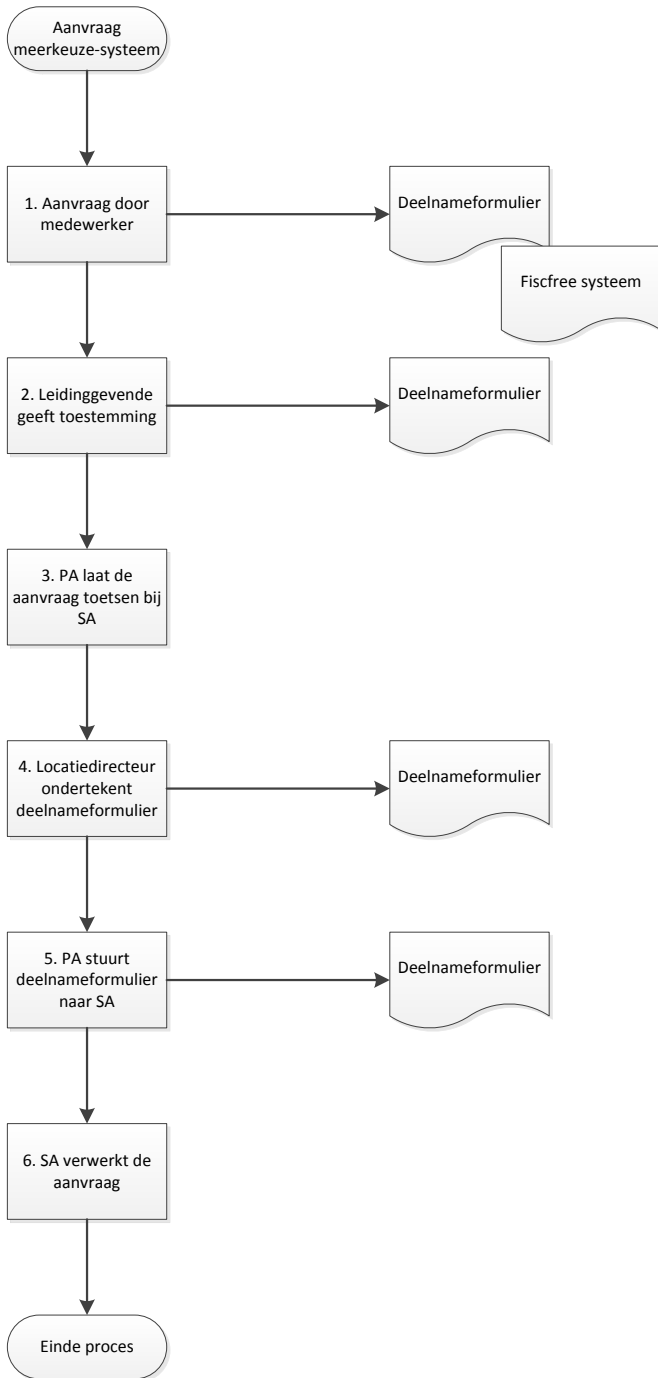 Aanvraag
meerkeuze-systeem
1. Aanvraag door
medewerker
Deelnameformulier
Fiscfree systeem
2. Leidinggevende
geeft toestemming
Deelnameformulier
3. PA laat de
aanvraag toetsen bij
SA
4. Locatiedirecteur
ondertekent
deelnameformulier
Deelnameformulier
5. PA stuurt
deelnameformulier
naar SA
Deelnameformulier
6. SA verwerkt de
aanvraag
Einde proces